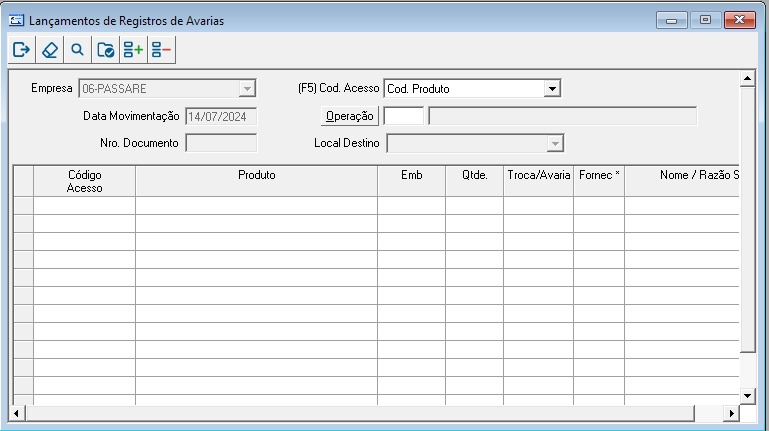 Lançamentos de Registros de Avarias
Empresa 06-PASSARE (F5) Cod. Acesso Cod. Produto
Data Movimentação 14/07/2024 Operação
Nro. Documento Local Destino
Código Acesso Produto Emb Qtde. Troca/Avaria Fornec * Nome / Razão S